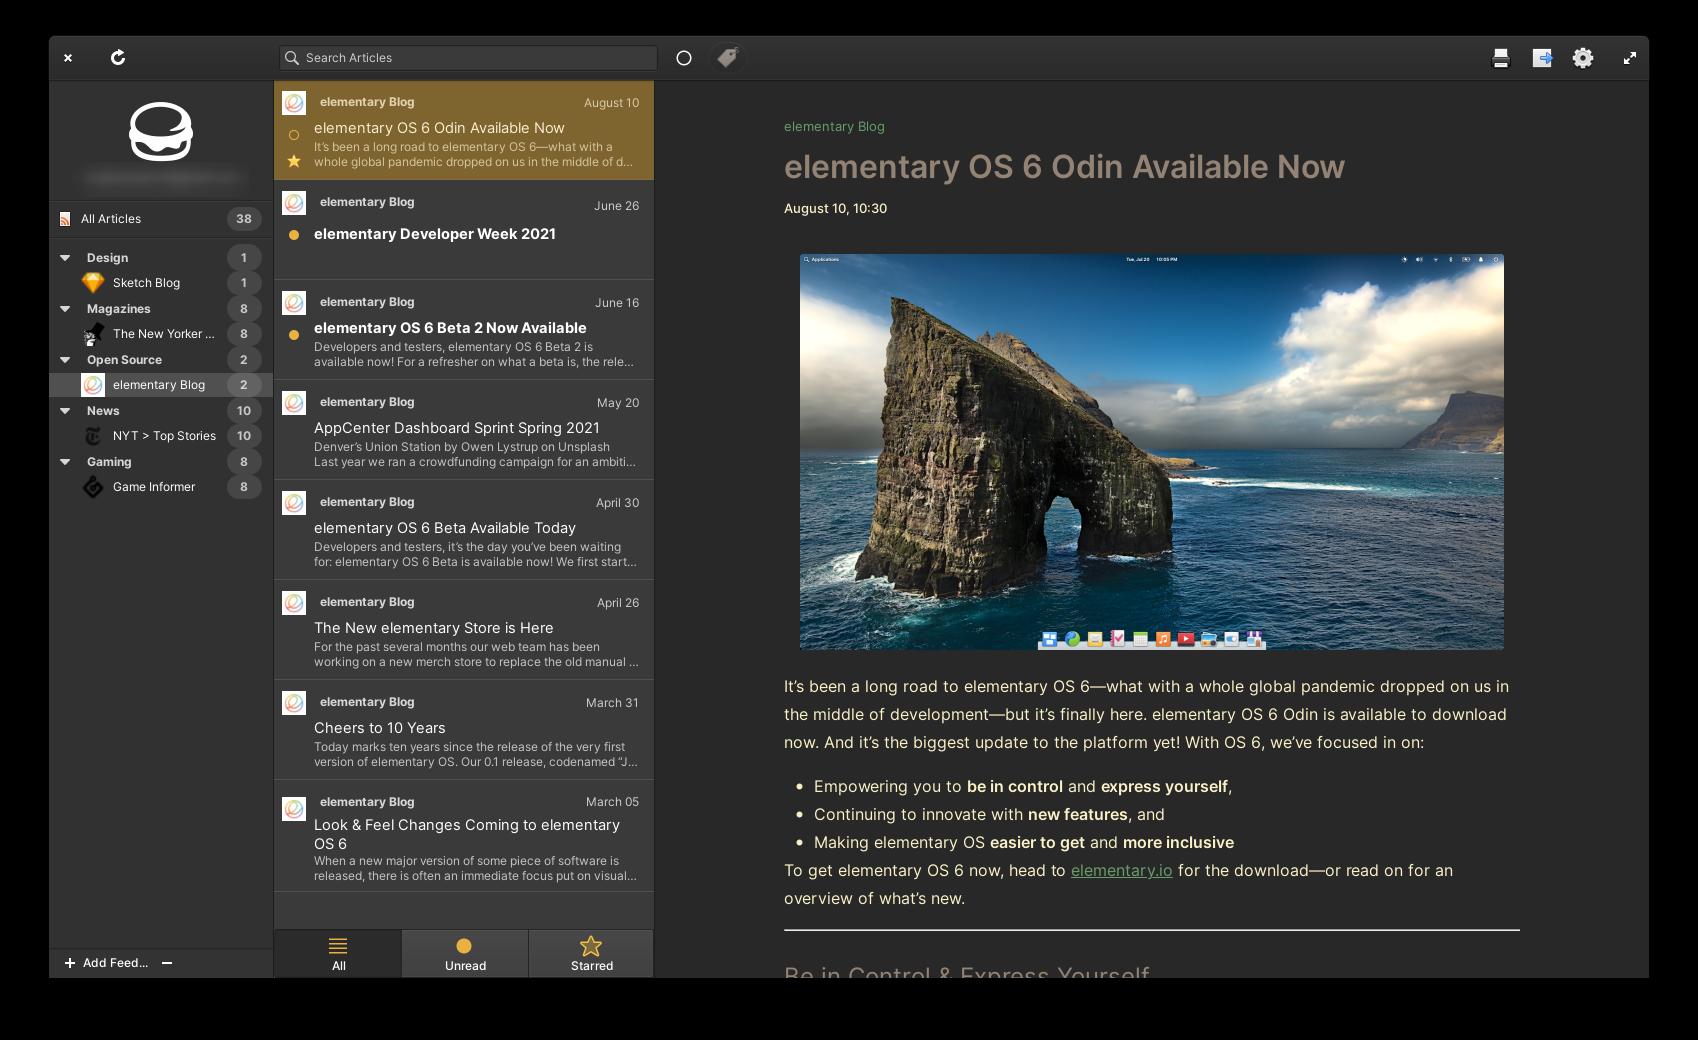 Search Articles
All Articles
38
Design
1
Sketch Blog
1
Magazines
8
The New Yorker ...
8
Open Source
2
elementary Blog
2
News
10
NYT > Top Stories
10
Gaming
8
Game Informer
8
Add Feed...
elementary Blog
August 10
elementary OS 6 Odin Available Now
It's been a long road to elementary OS 6—what with a
whole global pandemic dropped on us in the middle of d...
elementary Blog
June 26
elementary Developer Week 2021
elementary Blog
June 16
elementary OS 6 Beta 2 Now Available
Developers and testers, elementary OS 6 Beta 2 is
available now! For a refresher on what a beta is, the rele...
elementary Blog
May 20
AppCenter Dashboard Sprint Spring 2021
Denver's Union Station by Owen Lystrup on Unsplash
Last year we ran a crowdfunding campaign for an ambiti...
elementary Blog
April 30
elementary OS 6 Beta Available Today
Developers and testers, it's the day you've been waiting
for: elementary OS 6 Beta is available now! We first start...
elementary Blog
April 26
The New elementary Store is Here
For the past several months our web team has been
working on a new merch store to replace the old manual ...
elementary Blog
March 31
Cheers to 10 Years
Today marks ten years since the release of the very first
version of elementary OS. Our 0.1 release, codenamed “J...
elementary Blog
March 05
Look & Feel Changes Coming to elementary
OS 6
When a new major version of some piece of software is
released, there is often an immediate focus put on visual...
All
Unread
Starred
elementary Blog
elementary OS 6 Odin Available Now
August 10, 10:30
Applications
Tue, Jul 20 10:05 PM
It's been a long road to elementary OS 6—what with a whole global pandemic dropped on us in
the middle of development—but it's finally here. elementary OS 6 Odin is available to download
now. And it's the biggest update to the platform yet! With OS 6, we've focused in on:
• Empowering you to be in control and express yourself,
• Continuing to innovate with new features, and
• Making elementary OS easier to get and more inclusive
To get elementary OS 6 now, head to elementary.io for the download—or read on for an
overview of what's new.
Be in Control & Express Yourself